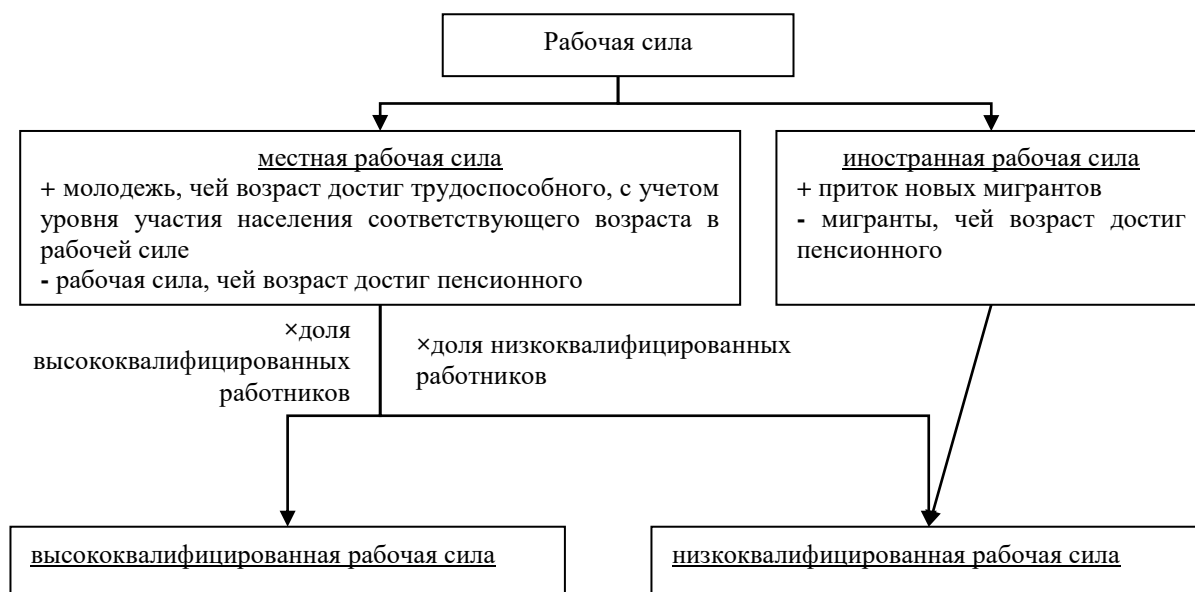 Рабочая сила
местная рабочая сила
+ молодежь, чей возраст достиг трудоспособного, с учетом
уровня участия населения соответствующего возраста в
рабочей силе
- рабочая сила, чей возраст достиг пенсионного
иностранная рабочая сила
+ приток новых мигрантов
- мигранты, чей возраст достиг
пенсионного
×доля
высококвалифицированных
работников
×доля низкоквалифицированных
работников
высококвалифицированная рабочая сила
низкоквалифицированная рабочая сила